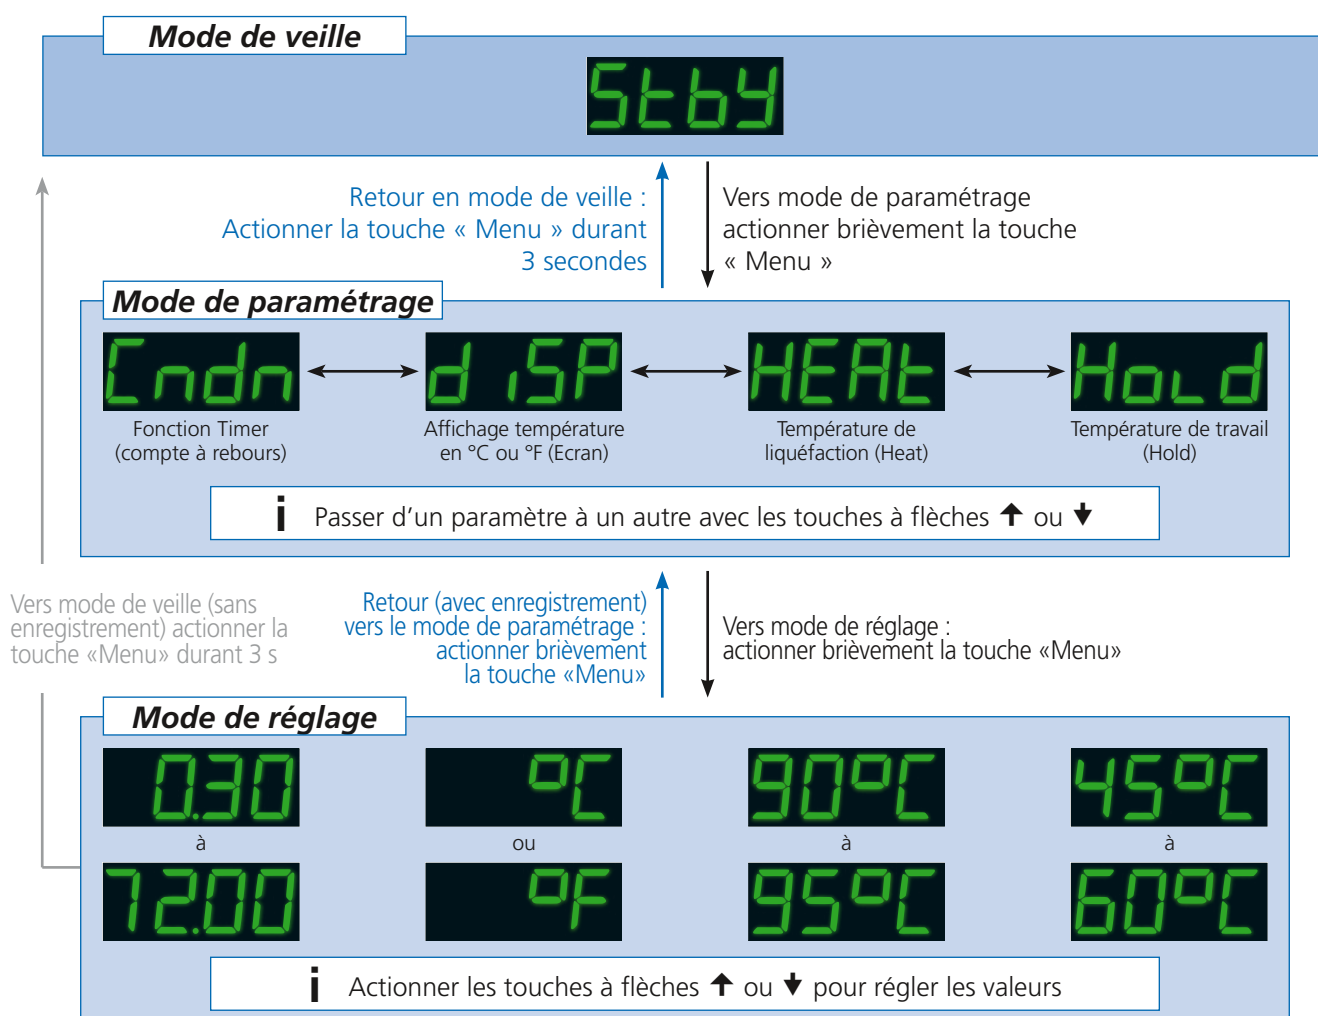 Mode de veille
Stby
Retour en mode de veille :
Actionner la touche « Menu » durant
3 secondes
Vers mode de paramétrage
actionner brièvement la touche
« Menu »
Mode de paramétrage
Cndn
diSP
HEAt
HoLd
Fonction Timer
(compte à rebours)
Affichage température
en °C ou °F (Ecran)
Température de
liquéfaction (Heat)
Température de travail
(Hold)
i Passer d’un paramètre à un autre avec les touches à flèches ↑ ou ↓
Vers mode de veille (sans
enregistrement) actionner la
touche «Menu» durant 3 s
Retour (avec enregistrement)
vers le mode de paramétrage :
actionner brièvement
la touche «Menu»
Vers mode de réglage :
actionner brièvement la touche «Menu»
Mode de réglage
0.30
à
72.00
°C
ou
°F
90°C
à
95°C
45°C
à
60°C
i Actionner les touches à flèches ↑ ou ↓ pour régler les valeurs